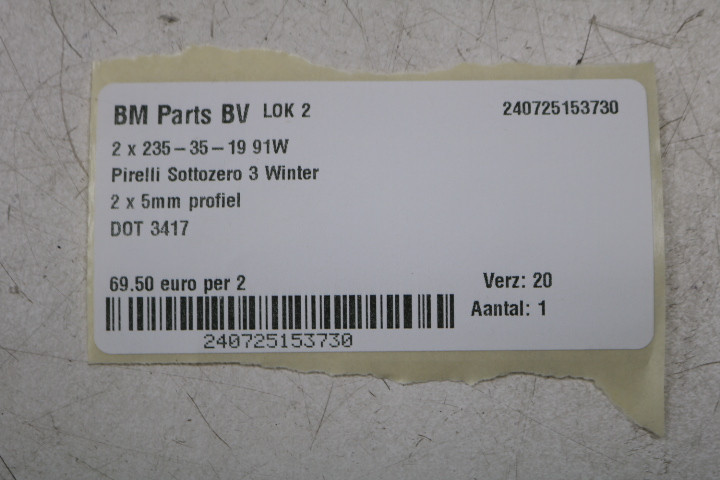 BM Parts BV LOK 2 240725153730
2 x 235-35-19 91W
Pirelli Sottozero 3 Winter
2 x 5mm profiel
DOT 3417
69.50 euro per 2 Verz: 20
Aantal: 1
240725153730